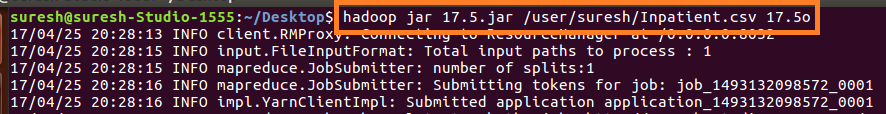 suresh@suresh-Studio-1555:~/Desktop$ hadoop jar 17.5.jar /user/suresh/Inpatient.csv 17.5o
17/04/25 20:28:13 INFO client.RMProxy: Connecting to ResourceManager at /0.0.0.0:8032
17/04/25 20:28:15 INFO input.FileInputFormat: Total input paths to process : 1
17/04/25 20:28:15 INFO mapreduce.JobSubmitter: number of splits:1
17/04/25 20:28:16 INFO mapreduce.JobSubmitter: Submitting tokens for job: job_1493132098572_0001
17/04/25 20:28:16 INFO impl.YarnClientImpl: Submitted application application_1493132098572_0001